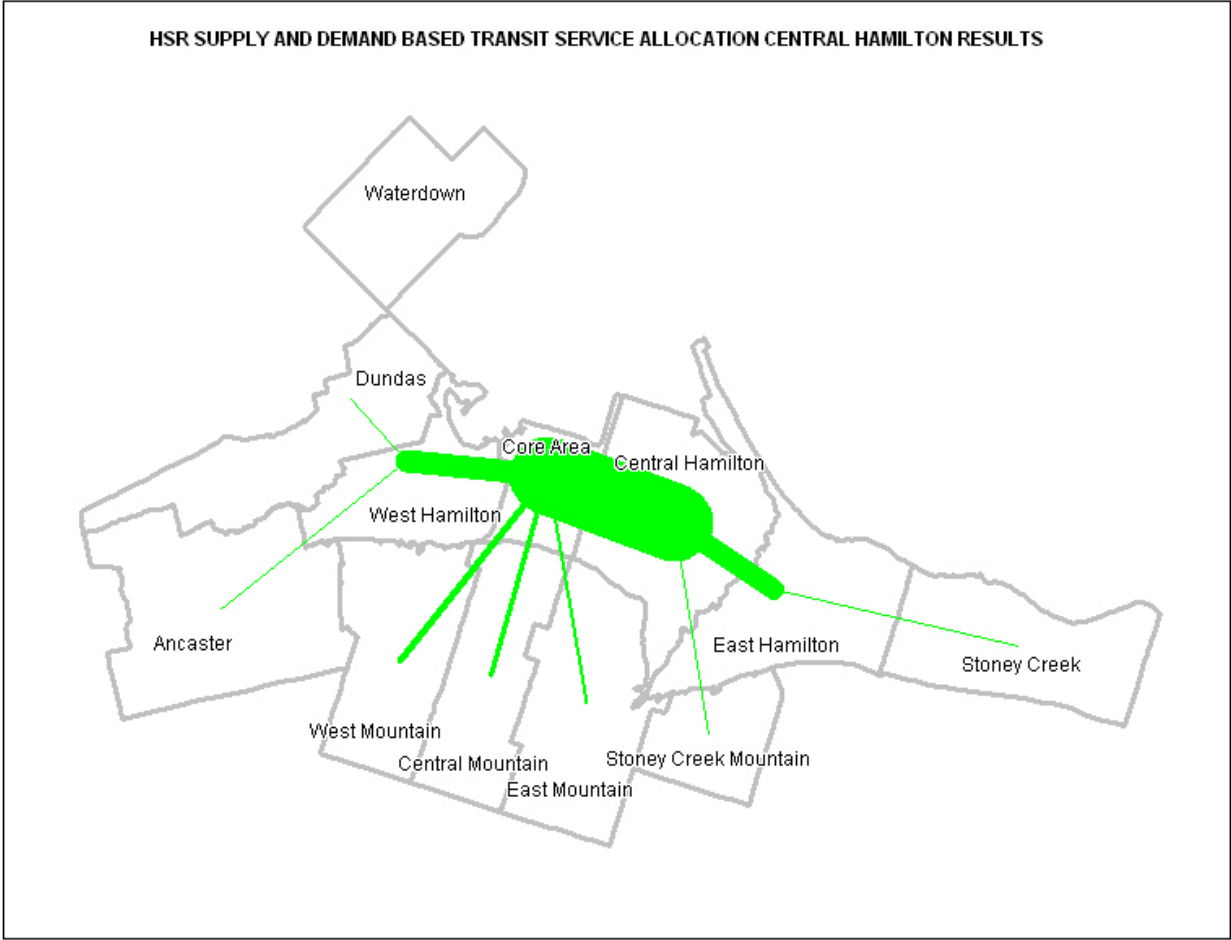 HSR SUPPLY AND DEMAND BASED TRANSIT SERVICE ALLOCATION CENTRAL HAMILTON RESULTS
Waterdown
Dundas
Core Area
Central Hamilton
West Hamilton
Ancaster
East Hamilton
Stoney Creek
West Mountain
Central Mountain
Stoney Creek Mountain
East Mountain